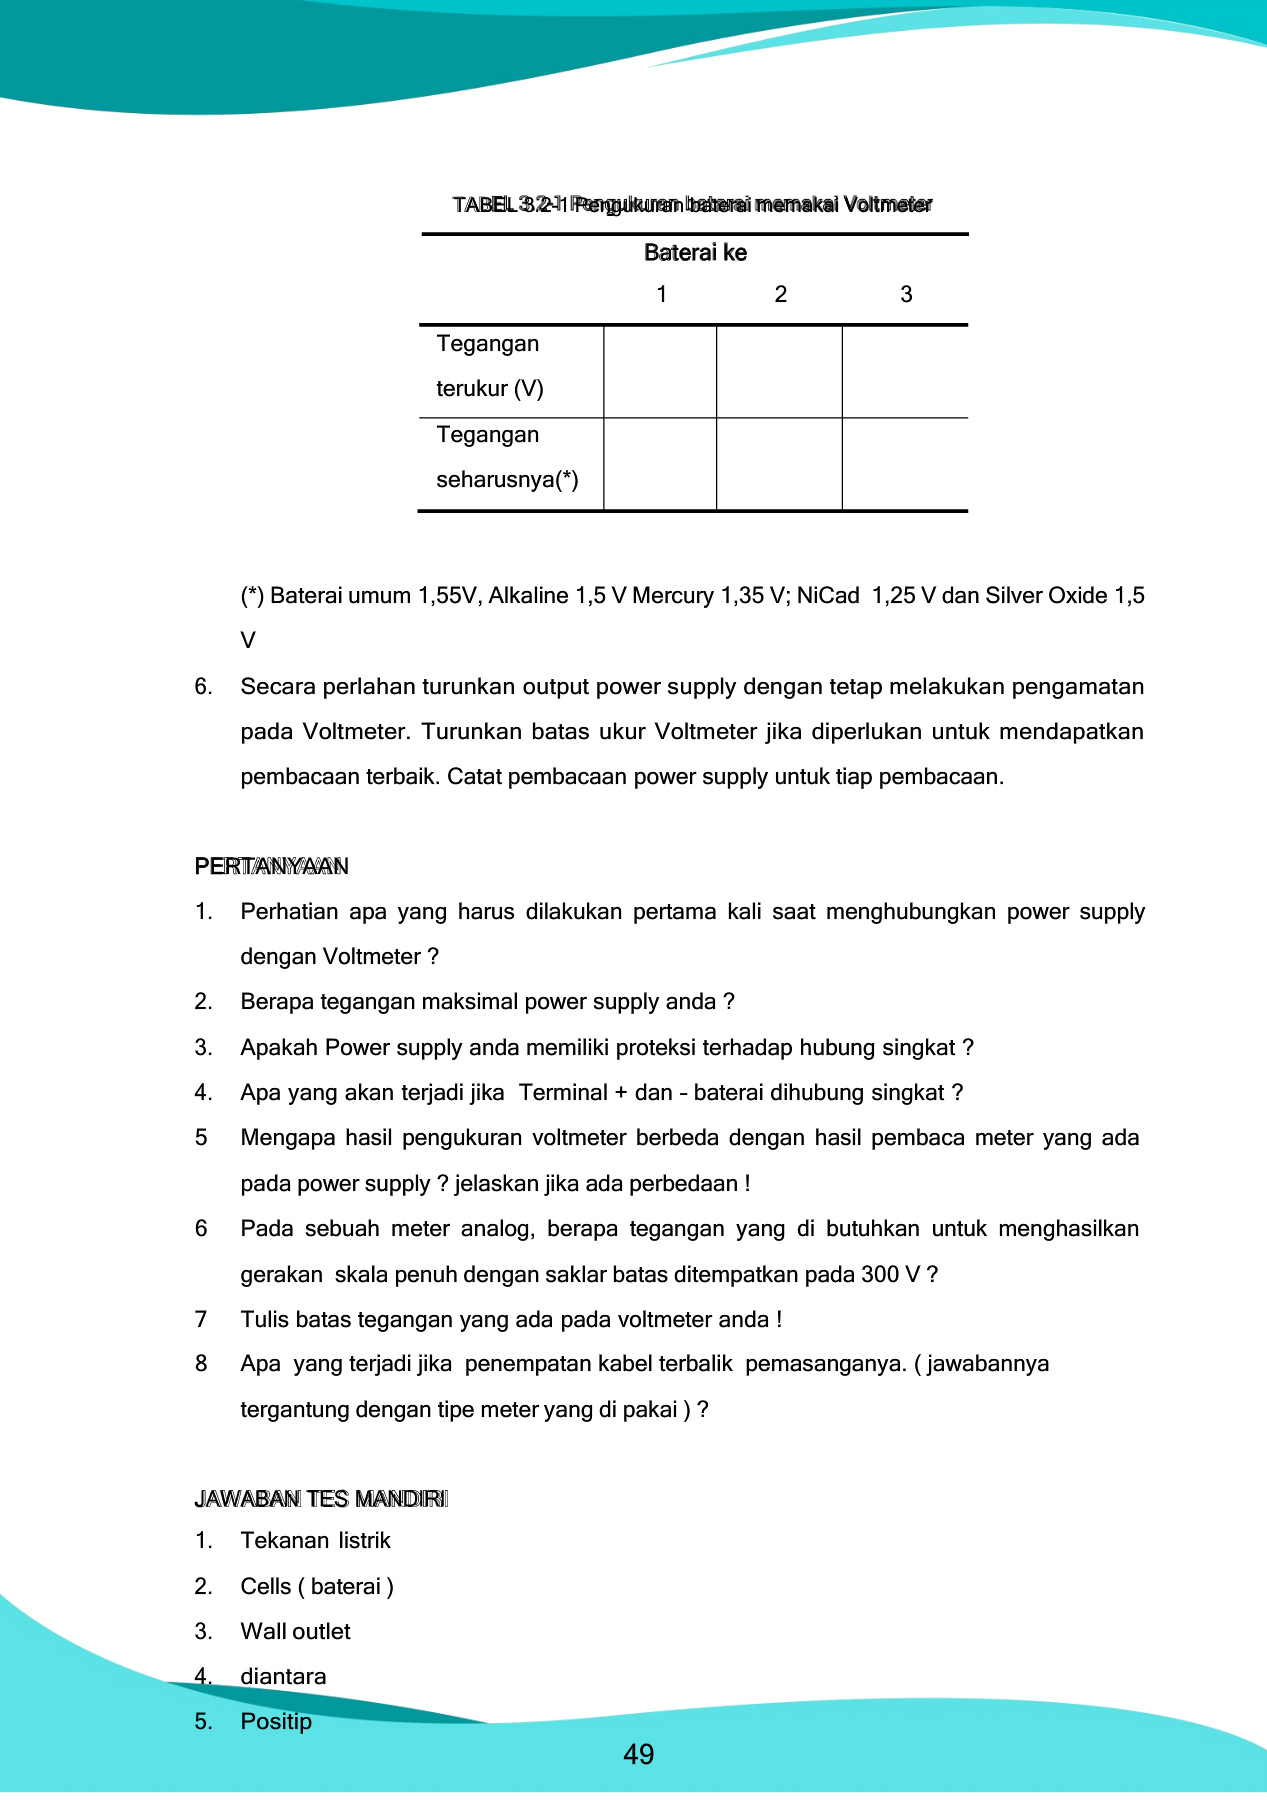 TABEL 3.2-1 Pengukuran baterai memakai Voltmeter
Baterai ke
1 2 3
Tegangan
terukur (V)
Tegangan
seharusnya(*)
(*) Baterai umum 1,55V, Alkaline 1,5 V Mercury 1,35 V; NiCad 1,25 V dan Silver Oxide 1,5
V
6. Secara perlahan turunkan output power supply dengan tetap melakukan pengamatan
pada Voltmeter. Turunkan batas ukur Voltmeter jika diperlukan untuk mendapatkan
pembacaan terbaik. Catat pembacaan power supply untuk tiap pembacaan.
PERTANYAAN
1. Perhatian apa yang harus dilakukan pertama kali saat menghubungkan power supply
dengan Voltmeter ?
2. Berapa tegangan maksimal power supply anda ?
3. Apakah Power supply anda memiliki proteksi terhadap hubung singkat ?
4. Apa yang akan terjadi jika Terminal + dan - baterai dihubung singkat ?
5 Mengapa hasil pengukuran voltmeter berbeda dengan hasil pembaca meter yang ada
pada power supply ? jelaskan jika ada perbedaan !
6 Pada sebuah meter analog, berapa tegangan yang di butuhkan untuk menghasilkan
gerakan skala penuh dengan saklar batas ditempatkan pada 300 V ?
7 Tulis batas tegangan yang ada pada voltmeter anda !
8 Apa yang terjadi jika penempatan kabel terbalik pemasanganya. ( jawabannya
tergantung dengan tipe meter yang di pakai ) ?
JAWABAN TES MANDIRI
1. Tekanan listrik
2. Cells ( baterai )
3. Wall outlet
4. diantara
5. Positip
49